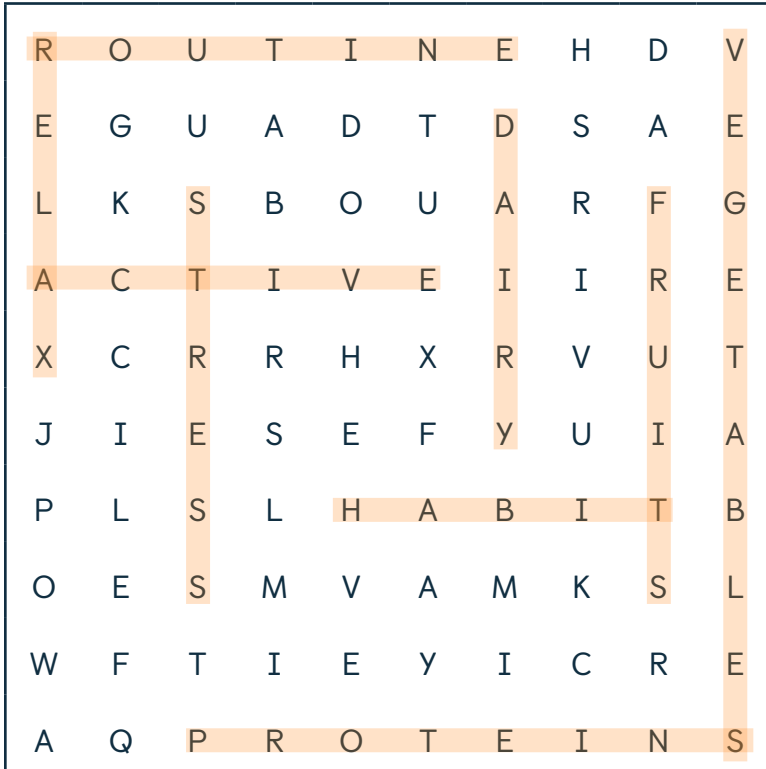 R O U T I N E H D V
E G U A D T D S A E
L K S B O U A R F G
A C T I V E I I R E
X C R R H X R V U T
J I E S E F Y U I A
P L S L H A B I T B
O E S M V A M K S L
W F T I E Y I C R E
A Q P R O T E I N S